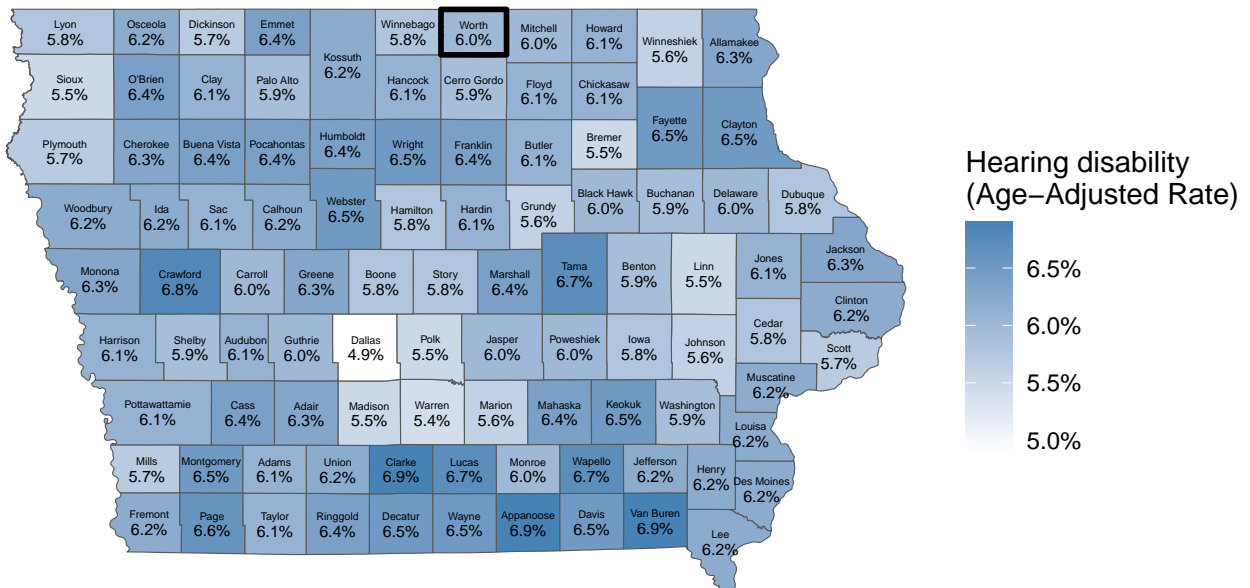 Lyon
5.8%
Osceola
6.2%
Dickinson
5.7%
Emmet
6.4%
Kossuth
6.2%
Winnebago
5.8%
Worth
6.0%
Mitchell
6.0%
Howard
6.1%
Winneshiek
5.6%
Allamakee
6.3%
Sioux
5.5%
O'Brien
6.4%
Clay
6.1%
Palo Alto
5.9%
Hancock
6.1%
Cerro Gordo
5.9%
Floyd
6.1%
Chickasaw
6.1%
Fayette
6.5%
Clayton
6.5%
Plymouth
5.7%
Cherokee
6.3%
Buena Vista
6.4%
Pocahontas
6.4%
Humboldt
6.4%
Wright
6.5%
Franklin
6.4%
Butler
6.1%
Bremer
5.5%
Hearing disability
(Age−Adjusted Rate)
6.5%
6.0%
5.5%
5.0%
Woodbury
6.2%
Ida
6.2%
Sac
6.1%
Calhoun
6.2%
Webster
6.5%
Hamilton
5.8%
Hardin
6.1%
Grundy
5.6%
Black Hawk
6.0%
Buchanan
5.9%
Delaware
6.0%
Dubuque
5.8%
Monona
6.3%
Crawford
6.8%
Carroll
6.0%
Greene
6.3%
Boone
5.8%
Story
5.8%
Marshall
6.4%
Tama
6.7%
Benton
5.9%
Linn
5.5%
Jones
6.1%
Jackson
6.3%
Clinton
6.2%
Harrison
6.1%
Shelby
5.9%
Audubon
6.1%
Guthrie
6.0%
Dallas
4.9%
Polk
5.5%
Jasper
6.0%
Poweshiek
6.0%
Iowa
5.8%
Johnson
5.6%
Cedar
5.8%
Scott
5.7%
Muscatine
6.2%
Pottawattamie
6.1%
Cass
6.4%
Adair
6.3%
Madison
5.5%
Warren
5.4%
Marion
5.6%
Mahaska
6.4%
Keokuk
6.5%
Washington
5.9%
Louisa
6.2%
Mills
5.7%
Montgomery
6.5%
Adams
6.1%
Union
6.2%
Clarke
6.9%
Lucas
6.7%
Monroe
6.0%
Wapello
6.7%
Jefferson
6.2%
Henry
6.2%
Des Moines
6.2%
Fremont
6.2%
Page
6.6%
Taylor
6.1%
Ringgold
6.4%
Decatur
6.5%
Wayne
6.5%
Appanoose
6.9%
Davis
6.5%
Van Buren
6.9%
Lee
6.2%